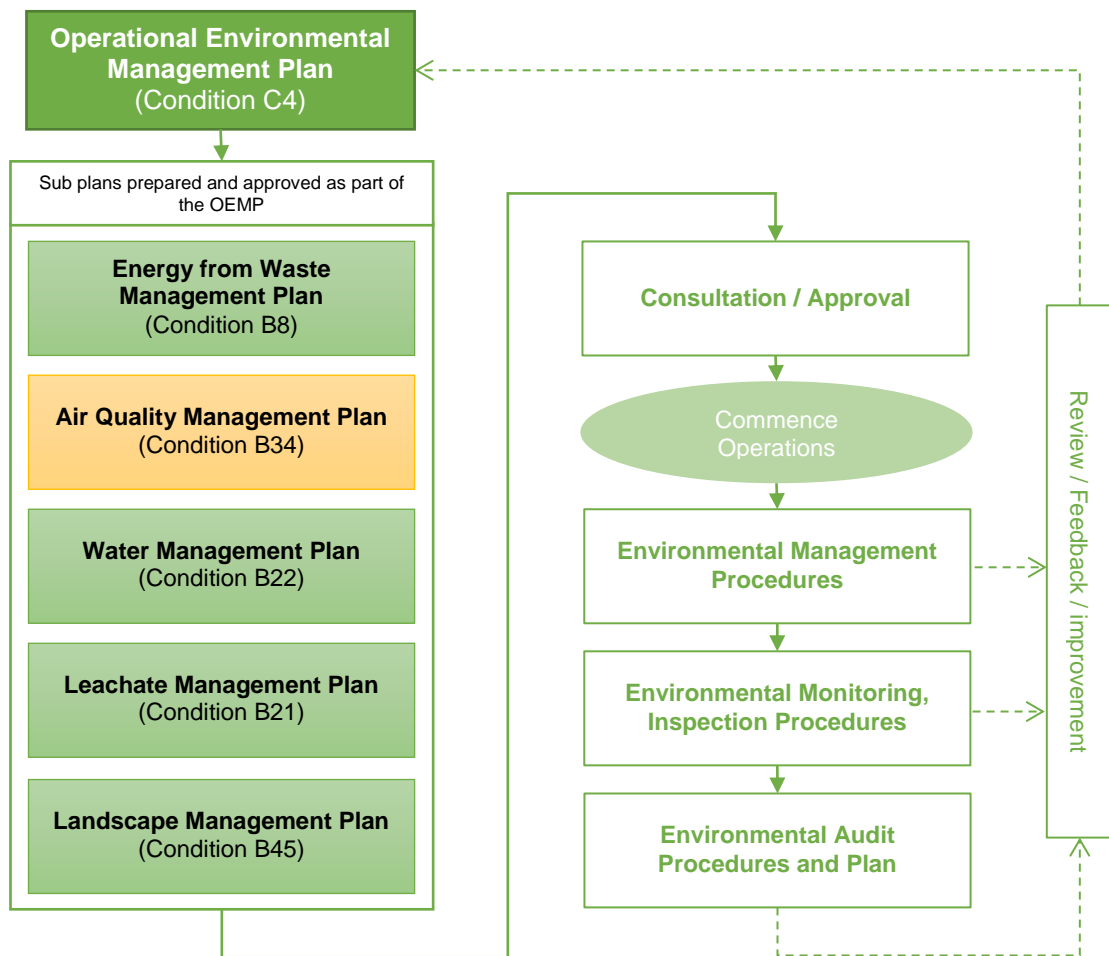 Operational Environmental
Management Plan
(Condition C4)
Sub plans prepared and approved as part of
the OEMP
Energy from Waste
Management Plan
(Condition B8)
Air Quality Management Plan
(Condition B34)
Water Management Plan
(Condition B22)
Leachate Management Plan
(Condition B21)
Landscape Management Plan
(Condition B45)
Consultation / Approval
Commence
Operations
Environmental Management
Procedures
Environmental Monitoring,
Inspection Procedures
Environmental Audit
Procedures and Plan
Review / Feedback / improvement